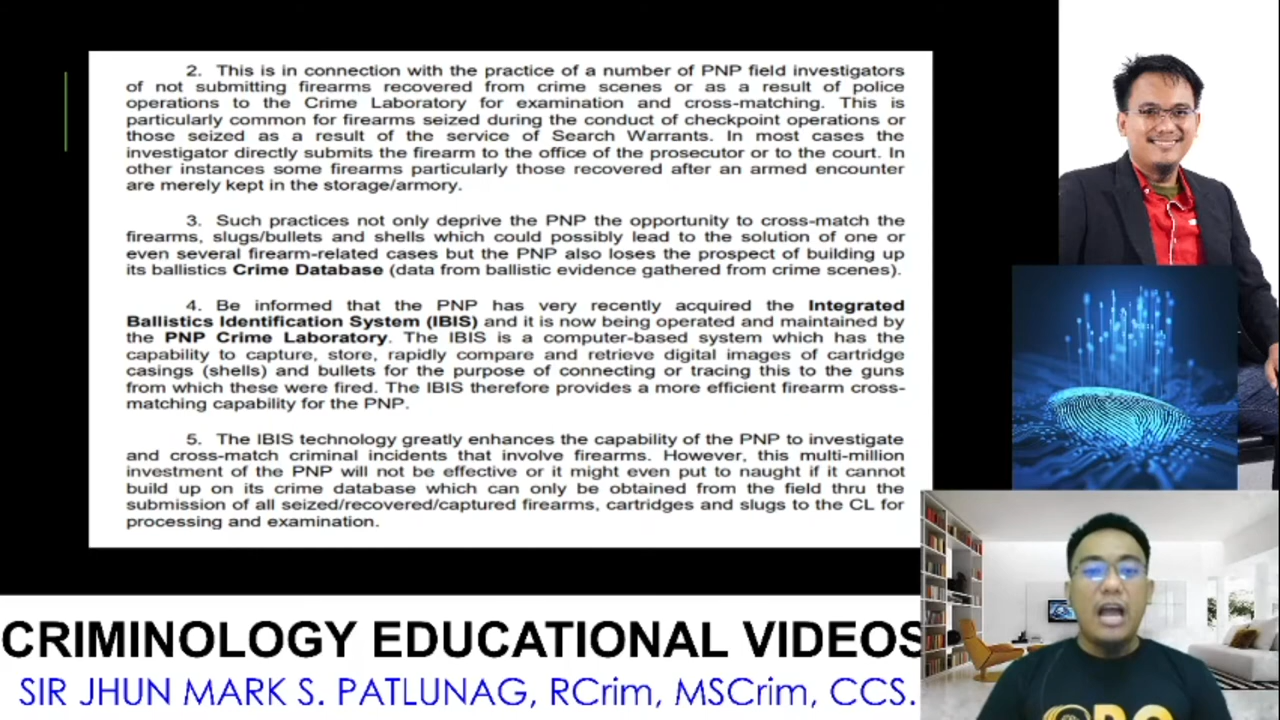 2. This is in connection with the practice of a number of PNP field investigators
of not submitting firearms recovered from crime scenes or as a result of police
operations to the Crime Laboratory for examination and cross-matching. This is
particularly common for firearms seized during the conduct of checkpoint operations or
those seized as a result of the service of Search Warrants. In most cases the
investigator directly submits the firearm to the office of the prosecutor or to the court. In
other instances some firearms particularly those recovered after an armed encounter
are merely kept in the storage/armory.
3. Such practices not only deprive the PNP the opportunity to cross-match the
firearms, slugs/bullets and shells which could possibly lead to the solution of one or
even several firearm-related cases but the PNP also loses the prospect of building up
its ballistics Crime Database (data from ballistic evidence gathered from crime scenes).
4. Be informed that the PNP has very recently acquired the Integrated
Ballistics Identification System (IBIS) and it is now being operated and maintained by
the PNP Crime Laboratory. The IBIS is a computer-based system which has the
capability to capture, store, rapidly compare and retrieve digital images of cartridge
casings (shells) and bullets for the purpose of connecting or tracing this to the guns
from which these were fired. The IBIS therefore provides a more efficient firearm cross-
matching capability for the PNP.
5. The IBIS technology greatly enhances the capability of the PNP to investigate
and cross-match criminal incidents that involve firearms. However, this multi-million
investment of the PNP will not be effective or it might even put to naught if it cannot
build up on its crime database which can only be obtained from the field thru the
submission of all seized/recovered/captured firearms, cartridges and slugs to the CL for
processing and examination.
CRIMINOLOGY EDUCATIONAL VIDEOS
SIR JHUN MARK S. PATLUNAG, RCrim, MSCrim, CCS.